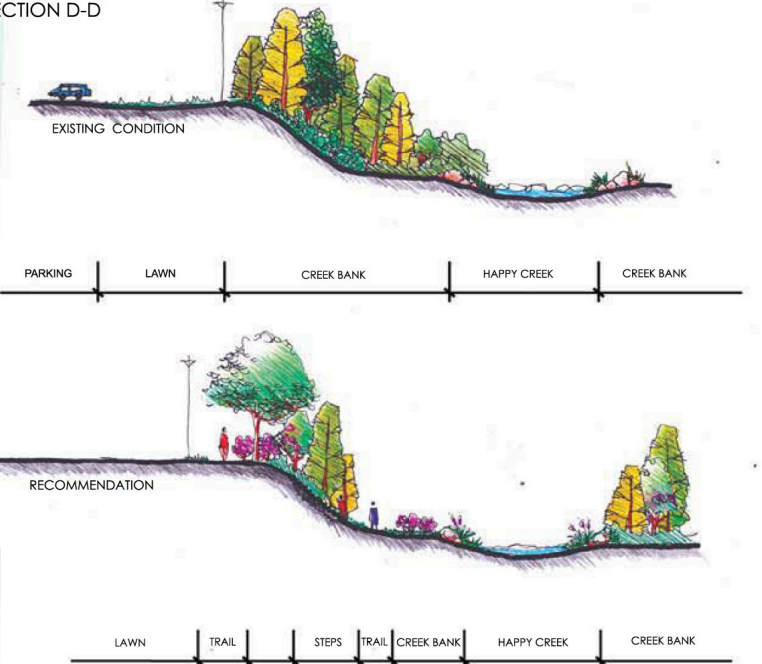 ECTION D-D
EXISTING CONDITION
PARKING LAWN CREEK BANK HAPPY CREEK CREEK BANK
RECOMMENDATION
LAWN TRAIL STEPS TRAIL CREEK BANK HAPPY CREEK CREEK BANK